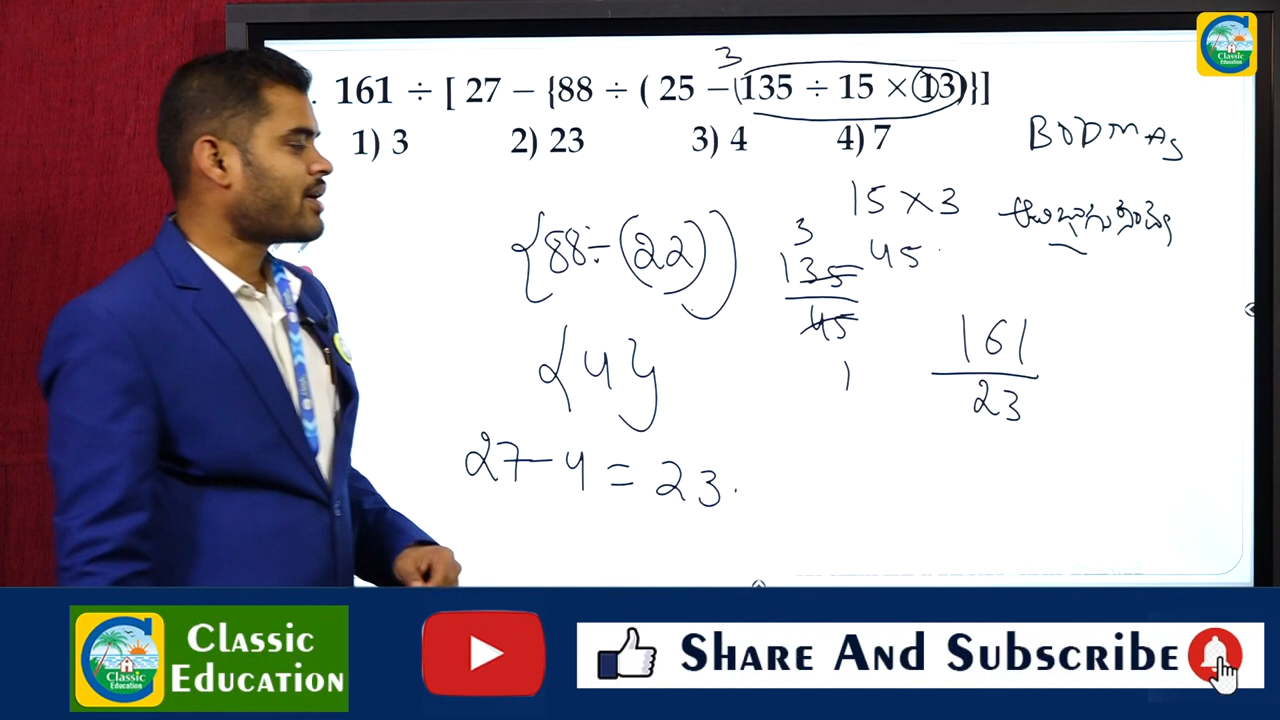 161 ÷ [ 27 – {88 ÷ ( 25 – (135 ÷ 15 × 13)}]
3
1) 3 2) 23 3) 4 4) 7
BODMAS
15 × 3
45
{88 ÷ (22)}
3
135
45
1
161
23
{4}
27 – 4 = 23.
Classic
Education
Classic
Education
Classic
Education
SHARE AND SUBSCRIBE